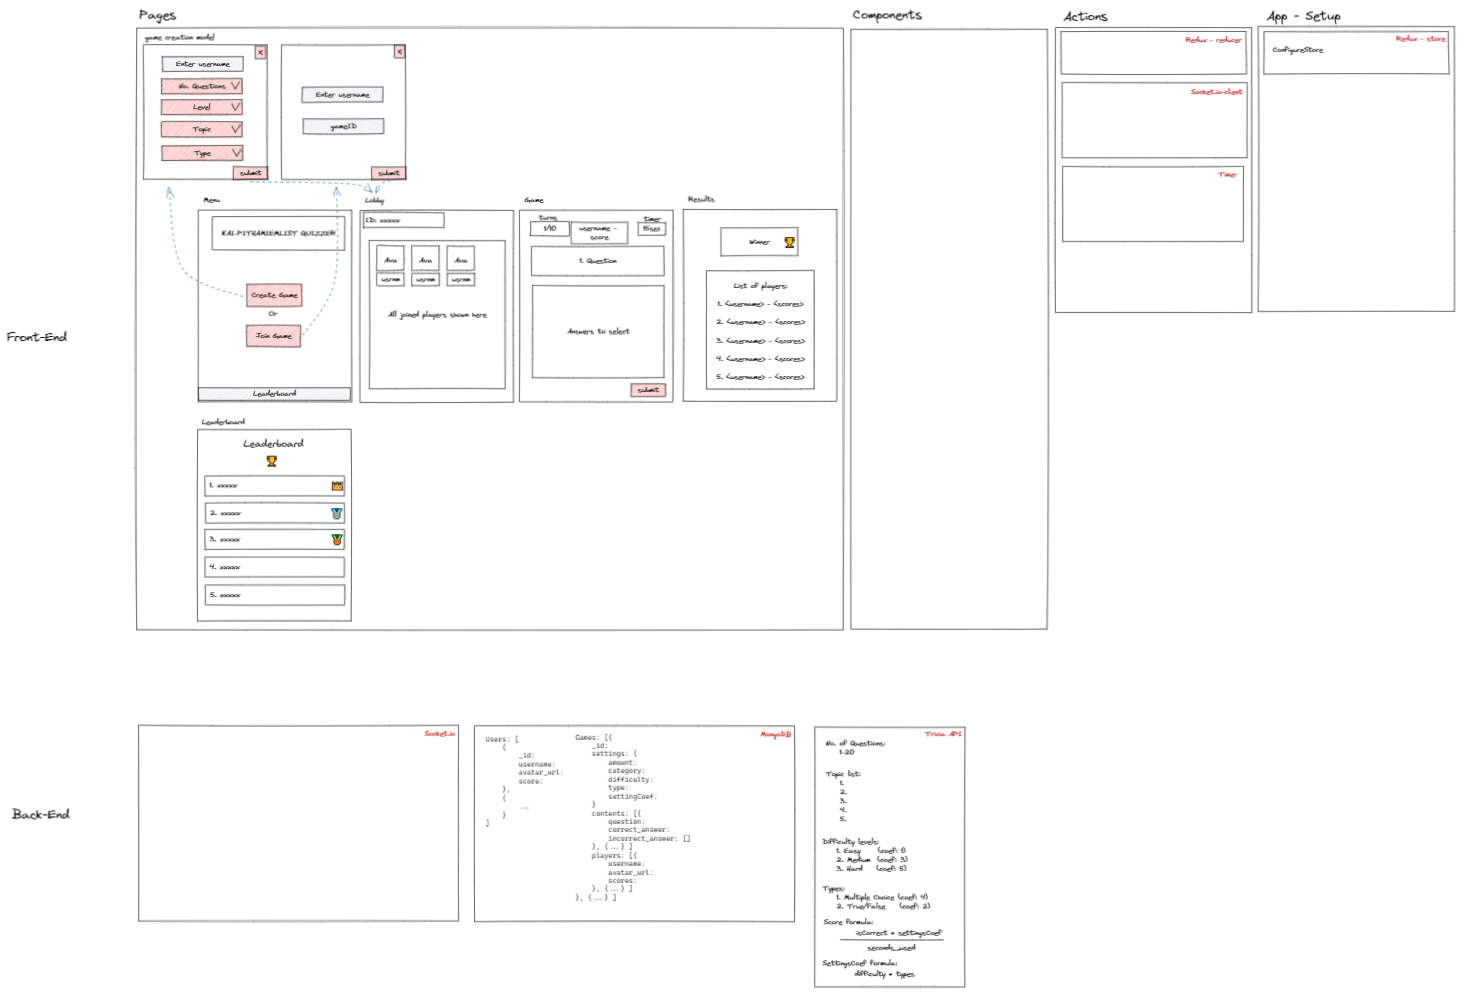 Pages
Components
Actions
App - Setup
game creation model
X
Enter username
No. Questions
Level
Topic
Type
submit
X
Enter username
gameID
submit
Redux - reducer
Socket.io-client
Timer
Redux - store
ConfigureStore
Front-End
Menu
KAI-PITHAMIEMLIST QUIZZER
Create Game
Or
Join Game
Leaderboard
Lobby
ID: xxxxxx
Ava
Ava
Ava
usrnm
usrnm
usrnm
All joined players shown here
Game
turns
1/10
username -
score
timer
15sec
1. Question
Answers to select
submit
Results
Winner
List of players:
1. <username> - <scores>
2. <username> - <scores>
3. <username> - <scores>
4. <username> - <scores>
5. <username> - <scores>
Leaderboard
Leaderboard
1. xxxxxx
2. xxxxxx
3. xxxxxx
4. xxxxxx
5. xxxxxx
Back-End
Socket.io
MongoDB
Users: [
{
_id:
username:
avatar_url:
score:
},
{
...
}
]
Games: [{
_id:
settings: {
amount:
category:
difficulty:
type:
settingCoef:
}
contents: [{
question:
correct_answer:
incorrect_answer: []
}, {...} ]
players: [{
username:
avatar_url:
scores:
}, {...} ]
}, {...} ]
Trivia API
No. of Questions:
1-20
Topic list:
1.
2.
3.
4.
5.
Difficulty levels:
1. Easy (coef: 1)
2. Medium (coef: 3)
3. Hard (coef: 5)
Types:
1. Multiple Choice (coef: 4)
2. True/False (coef: 2)
Score formula:
isCorrect * settingsCoef
seconds_used
SettingsCoef formula:
difficulty * types